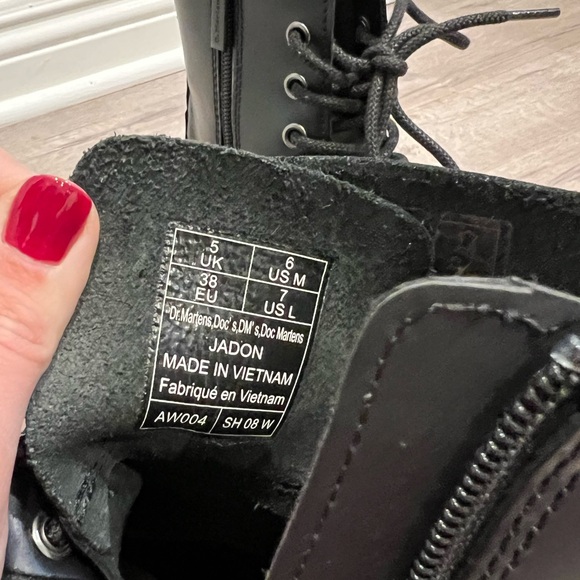 5 UK 6 US M
38 EU 7 US L
Dr.Martens,Doc's,DM's,Doc Martens
JADON
MADE IN VIETNAM
Fabriqué en Vietnam
AW004 SH 08 W